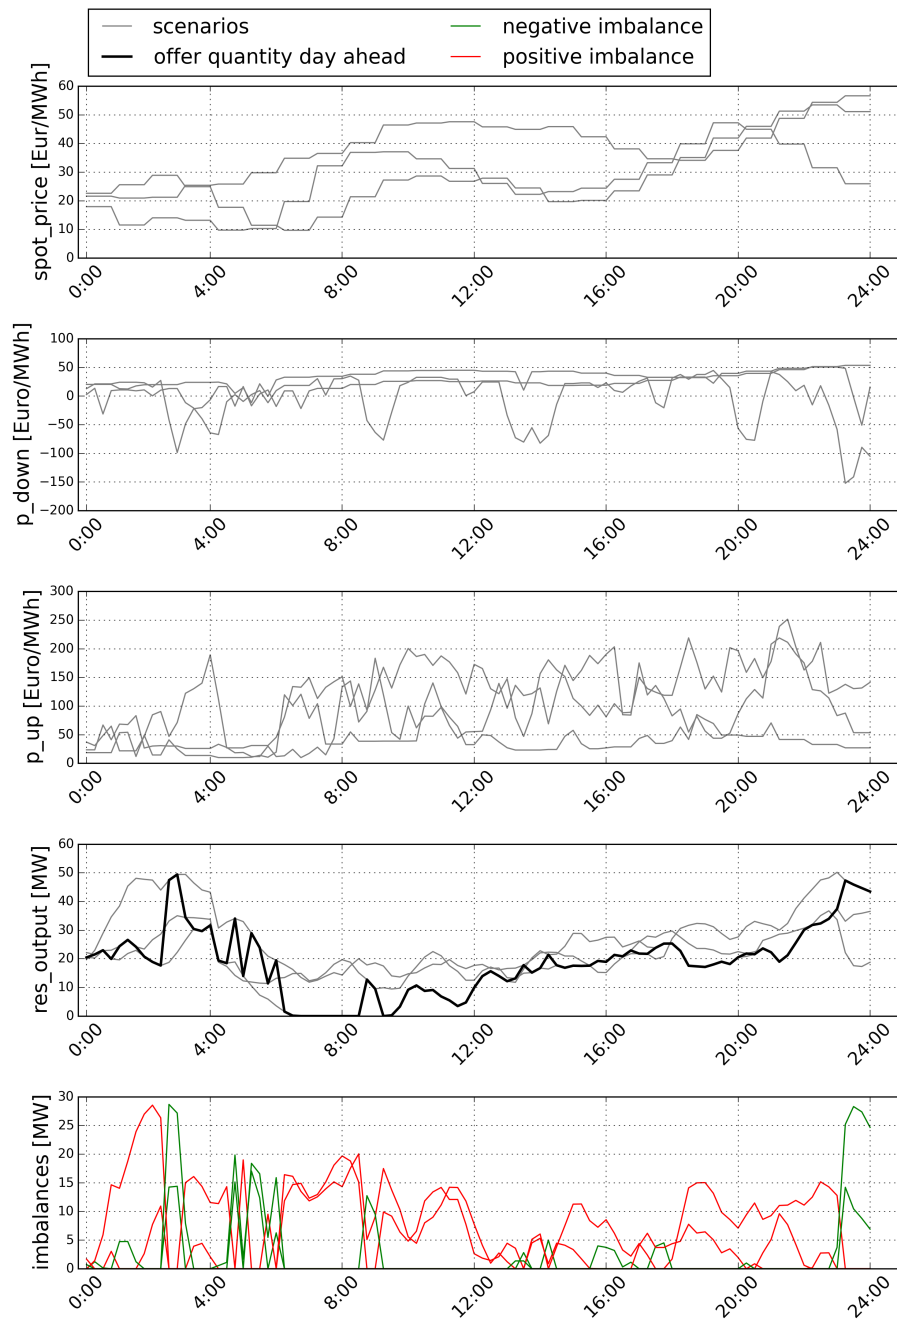 scenarios
offer quantity day ahead
negative imbalance
positive imbalance
spot_price [Eur/MWh]
60
50
40
30
20
10
0
0:00 4:00 8:00 12:00 16:00 20:00 24:00
p_down [Euro/MWh]
100
50
0
−50
−100
−150
−200
0:00 4:00 8:00 12:00 16:00 20:00 24:00
p_up [Euro/MWh]
300
250
200
150
100
50
0
0:00 4:00 8:00 12:00 16:00 20:00 24:00
res_output [MW]
60
50
40
30
20
10
0
0:00 4:00 8:00 12:00 16:00 20:00 24:00
imbalances [MW]
30
25
20
15
10
5
0
0:00 4:00 8:00 12:00 16:00 20:00 24:00